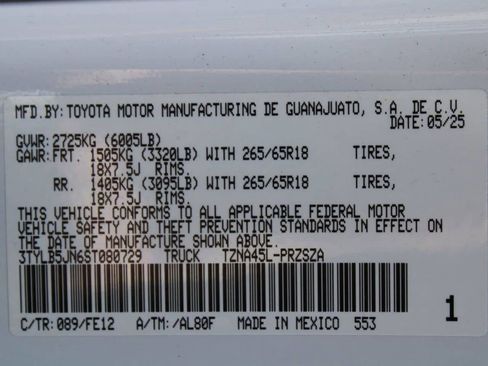 MFD.BY: TOYOTA MOTOR MANUFACTURING DE GUANAJUATO, S.A. DE C.V.
DATE: 05/25
GVWR: 2725KG (6005LB)
GAWR: FRT. 1505KG (3320LB) WITH 265/65R18 TIRES,
18X7.5J RIMS.
RR. 1405KG (3095LB) WITH 265/65R18 TIRES,
18X7.5J RIMS.
THIS VEHICLE CONFORMS TO ALL APPLICABLE FEDERAL MOTOR
VEHICLE SAFETY AND THEFT PREVENTION STANDARDS IN EFFECT ON
THE DATE OF MANUFACTURE SHOWN ABOVE.
3TYLB5JN6ST088729 TRUCK TZNA45L-PRZSZA
C/TR: 089/FE12 A/TM: /AL80F MADE IN MEXICO 553 1